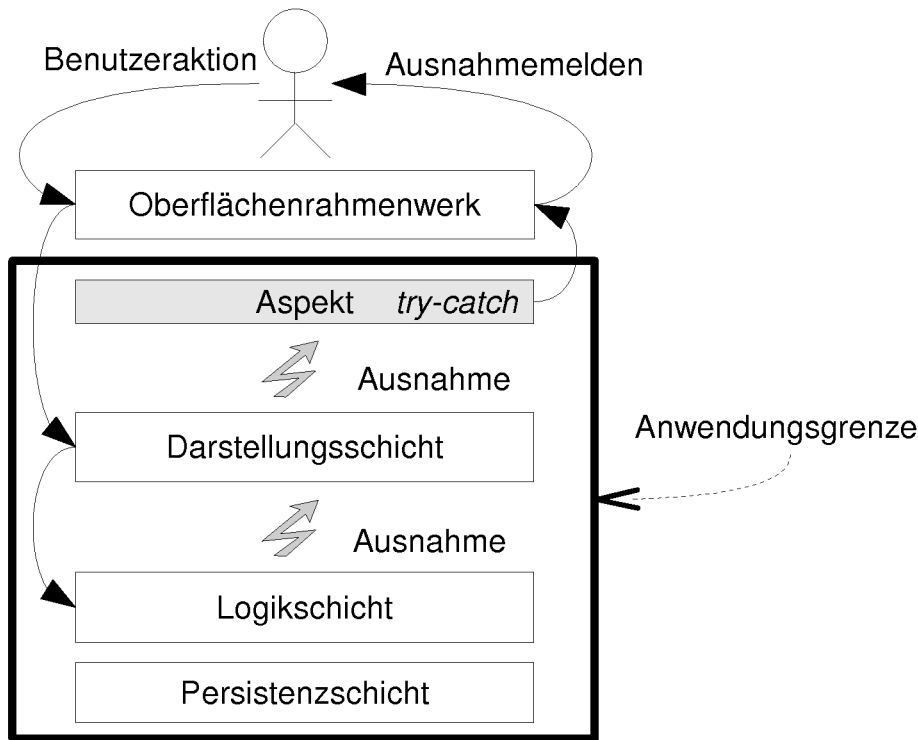 Benutzeraktion
Ausnahmemelden
Oberflächenrahmenwerk
Aspekt try-catch
Ausnahme
Darstellungsschicht
Anwendungsgrenze
Ausnahme
Logikschicht
Persistenzschicht